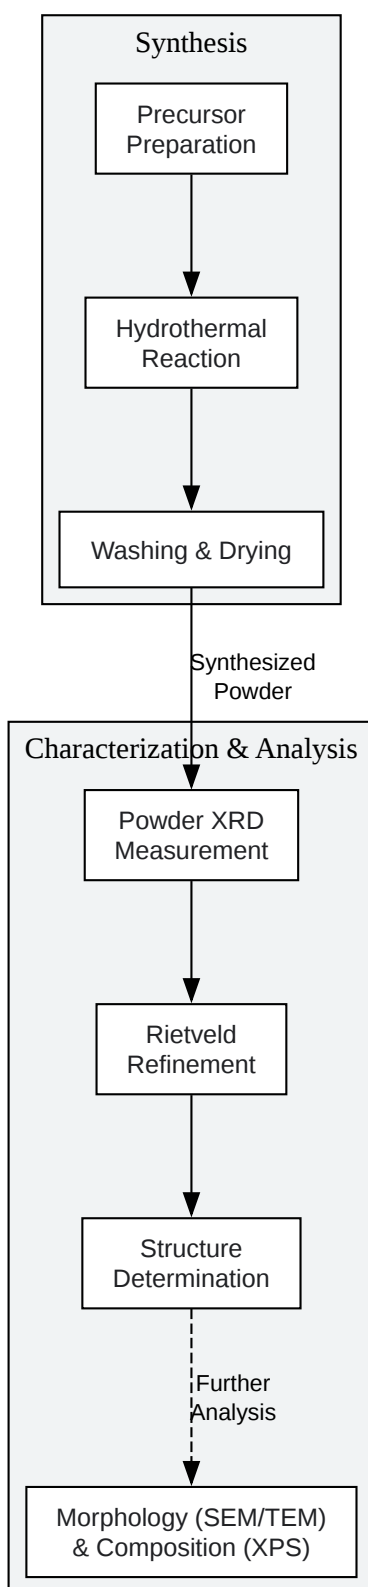 Synthesis
Precursor
Preparation
Hydrothermal
Reaction
Washing & Drying
Synthesized
Powder
Characterization & Analysis
Powder XRD
Measurement
Rietveld
Refinement
Structure
Determination
Further
Analysis
Morphology (SEM/TEM)
& Composition (XPS)